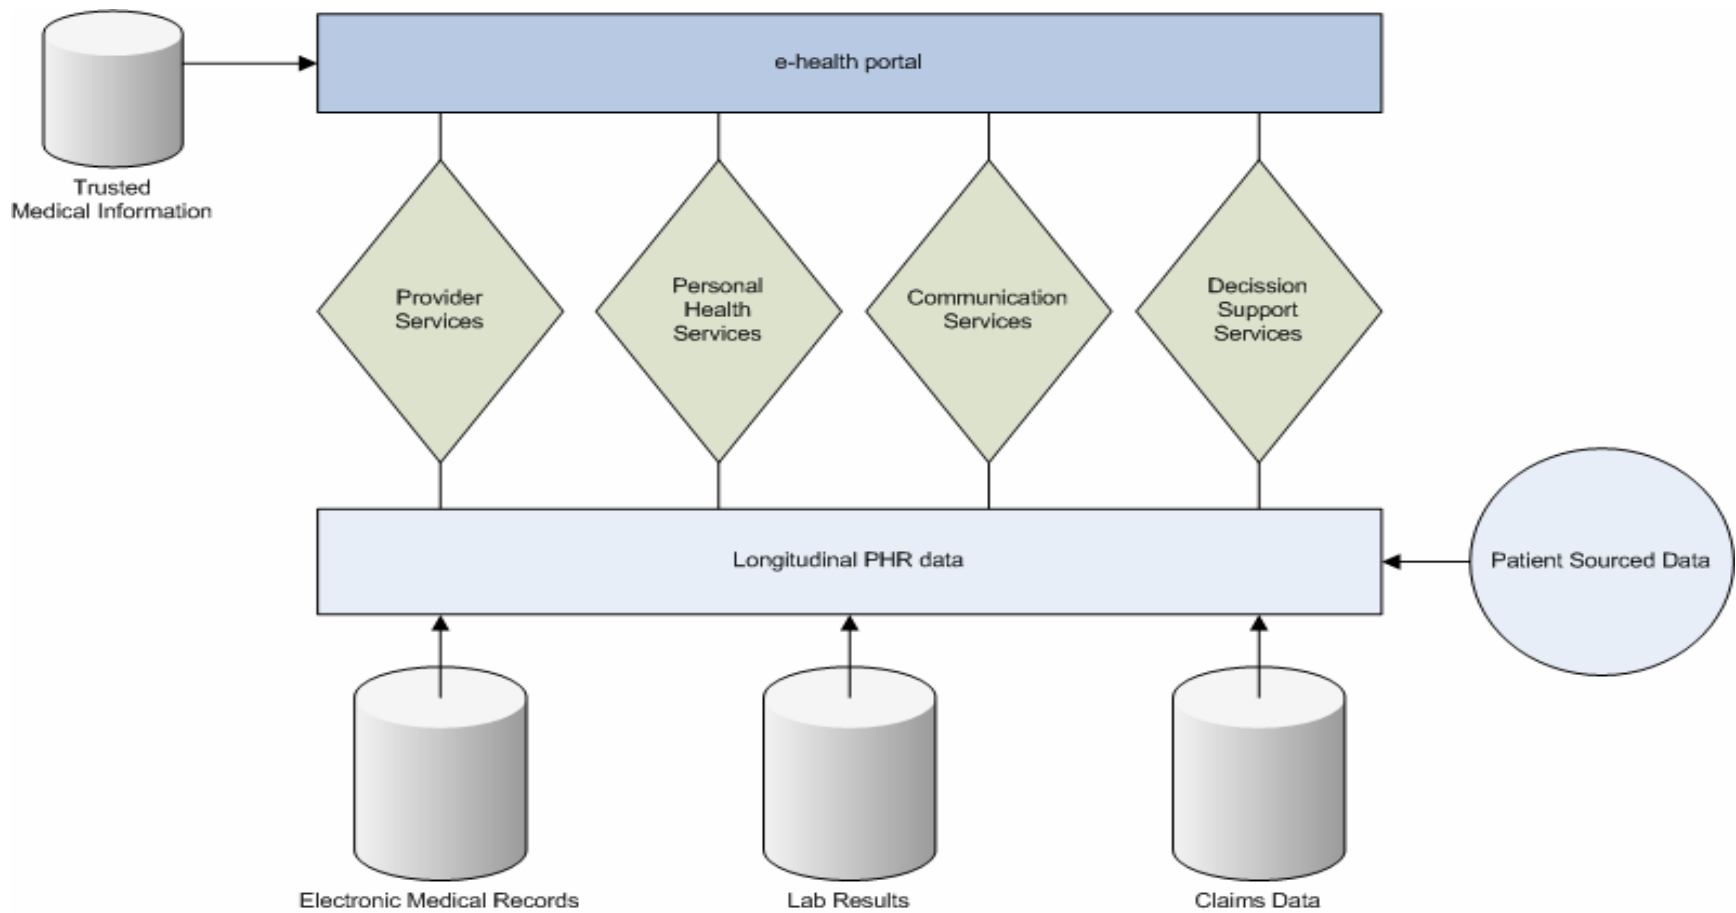 e-health portal
Trusted
Medical Information
Provider
Services
Personal
Health
Services
Communication
Services
Decission
Support
Services
Longitudinal PHR data
Patient Sourced Data
Electronic Medical Records
Lab Results
Claims Data